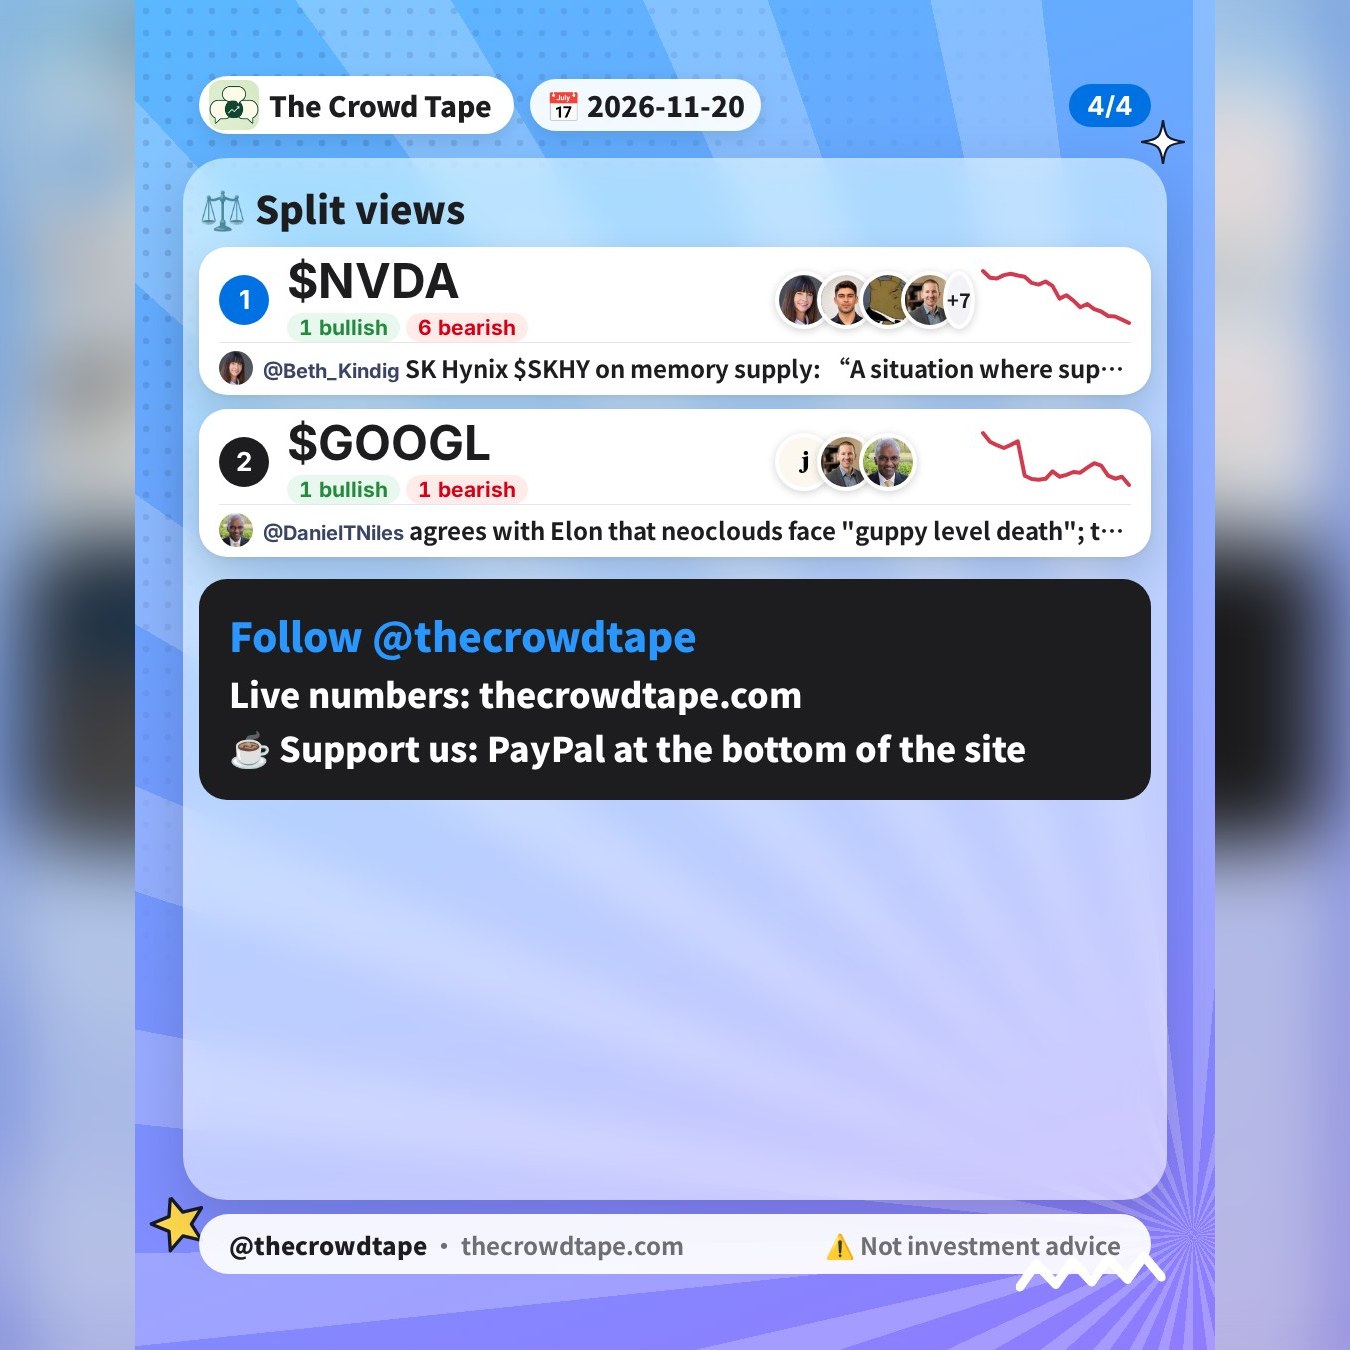 The Crowd Tape
2026-11-20
4/4
Split views
1
$NVDA
1 bullish 6 bearish
+7
@Beth_Kindig SK Hynix $SKHY on memory supply: “A situation where sup···
2
$GOOGL
1 bullish 1 bearish
j
@DanielTNiles agrees with Elon that neoclouds face "guppy level death"; t···
Follow @thecrowdtape
Live numbers: thecrowdtape.com
☕ Support us: PayPal at the bottom of the site
@thecrowdtape • thecrowdtape.com
⚠️ Not investment advice